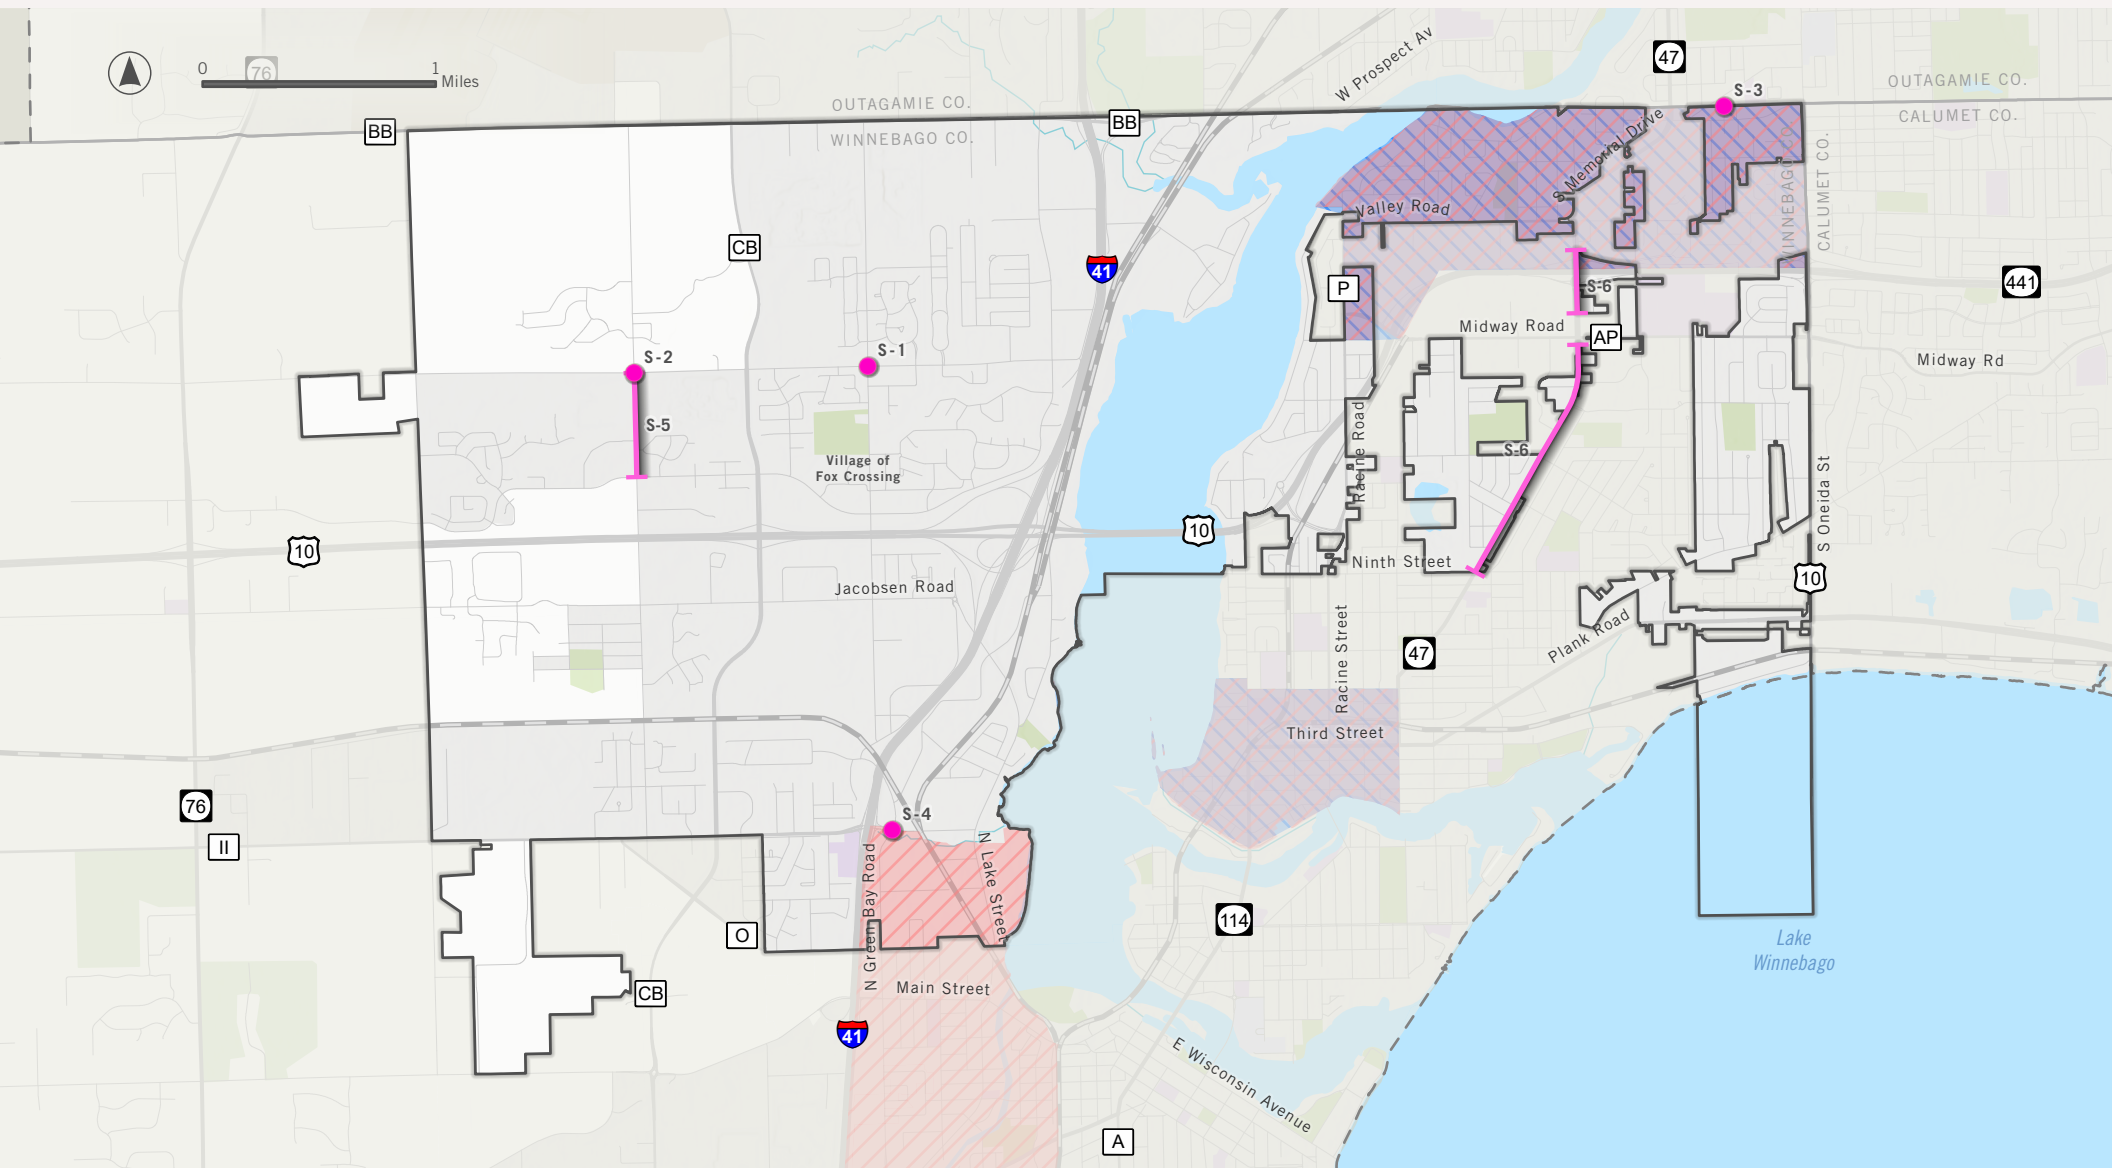 47
W Prospect Av
0
76
1
Miles
OUTAGAMIE CO.
S-3
OUTAGAMIE CO.
CALUMET CO.
BB
BB
WINNEBAGO CO.
S Memorial Drive
WINNEBAGO CO.
CALUMET CO.
Valley Road
CB
41
P
S-6
441
Midway Road
AP
S-2
S-1
Midway Rd
S-5
Village of
Fox Crossing
Racine Road
S-6
S Oneida St
10
10
Ninth Street
Jacobsen Road
10
Racine Street
47
Plank Road
Third Street
76
II
S-4
N Green Bay Road
N Lake Street
O
114
Lake
Winnebago
CB
Main Street
41
E Wisconsin Avenue
A